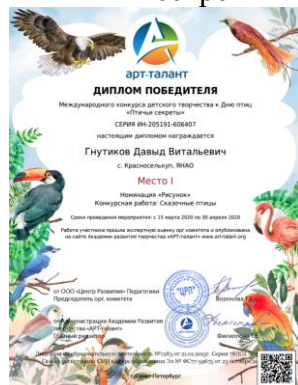 арт-талант
ДИПЛОМ ПОБЕДИТЕЛЯ
Международного конкурса детского творчества к Дню птиц
«Птичьи секреты»
СЕРИЯ ИН-205191-606407
настоящим дипломом награждается
Гнутиков Давыд Витальевич
с. Красноселькуп, ЯНАО
Место I
Номинация «Рисунок»
Конкурсная работа: Сказочные птицы
Сроки проведения мероприятия: с 15 марта 2020 по 30 апреля 2020
Работа участника прошла экспертную оценку орг.комитета и опубликована
на сайте Академии развития творчества «АРТ-талант» www.art-talant.org
от ООО «Центр Развития Педагогики
Председатель орг. комитета
"ЦРП"
от администрации Академии Развития
творчества «АРТ-талант»
Главный редактор
Санкт-Петербург